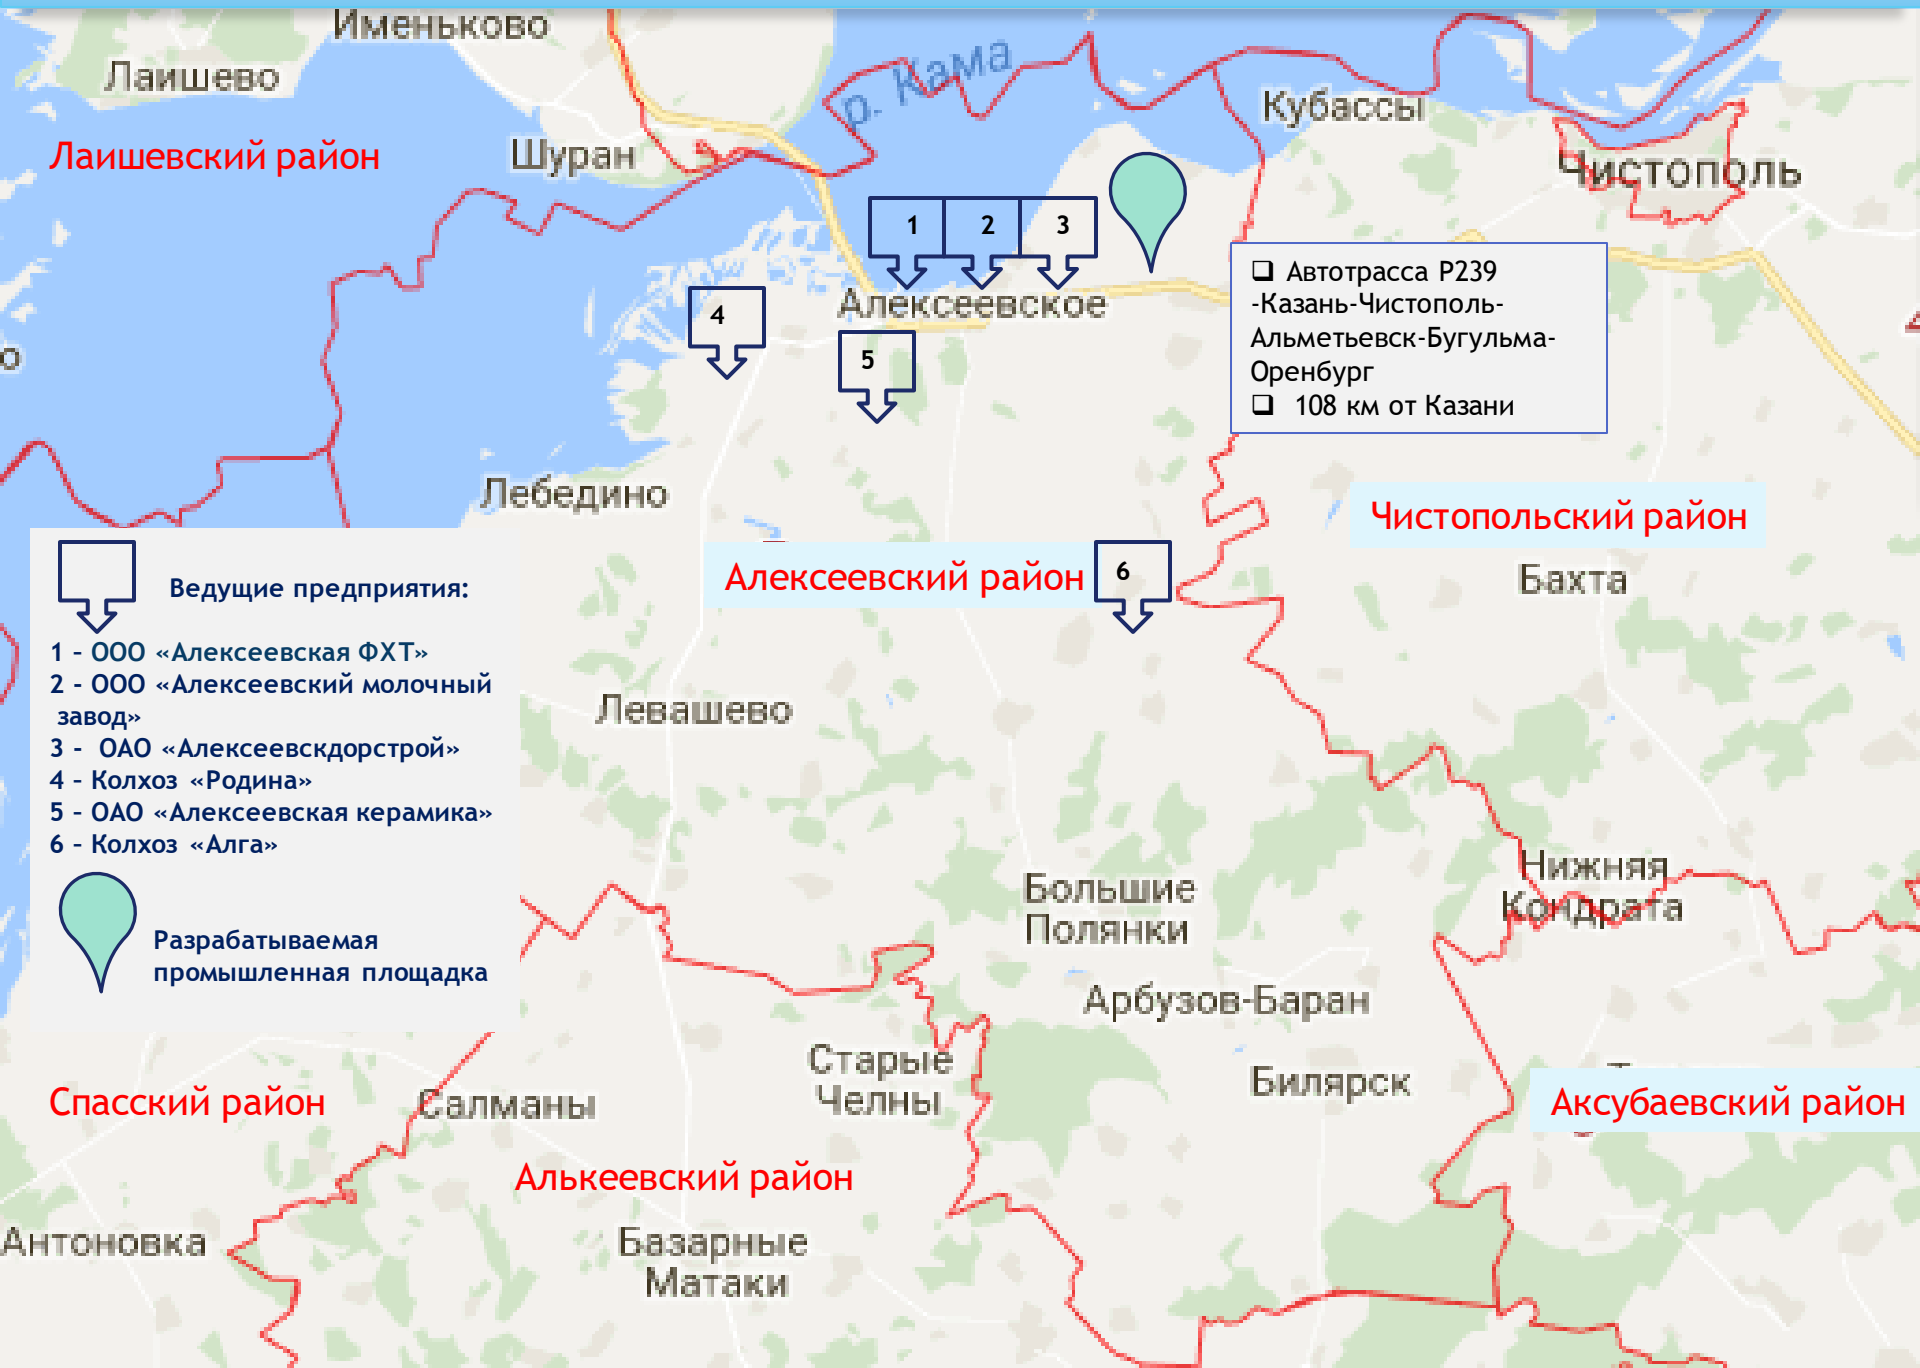 Именьково
Лаишево
р. Кама
Кубассы
Лаишевский район
Шуран
Чистополь
1
2
3
Автотрасса Р239
-Казань-Чистополь-
Альметьевск-Бугульма-
Оренбург
108 км от Казани
Алексеевское
4
5
о
Лебедино
Чистопольский район
Алексеевский район
6
Бахта
Ведущие предприятия:
1 – ООО «Алексеевская ФХТ»
2 - ООО «Алексеевский молочный
завод»
3 - ОАО «Алексеевскдорстрой»
4 – Колхоз «Родина»
5 – ОАО «Алексеевская керамика»
6 – Колхоз «Алга»
Разрабатываемая
промышленная площадка
Левашево
Нижняя
Кондрата
Большие
Полянки
Арбузов-Баран
Старые
Челны
Билярск
Спасский район
Салманы
Аксубаевский район
Алькеевский район
Антоновка
Базарные
Матаки